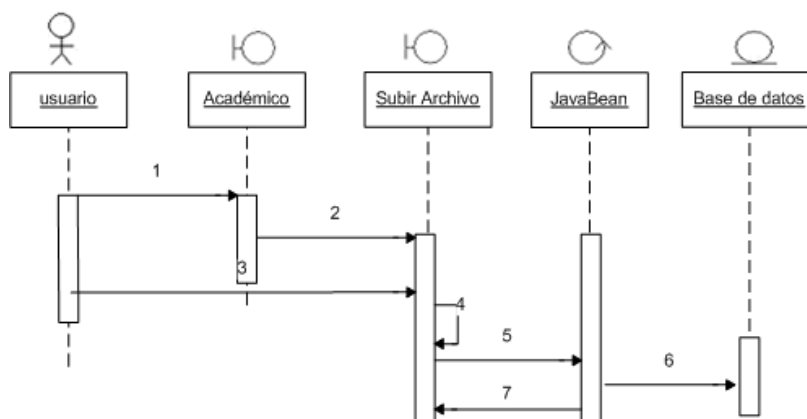 usuario
Académico
Subir Archivo
JavaBean
Base de datos
1
2
3
4
5
6
7